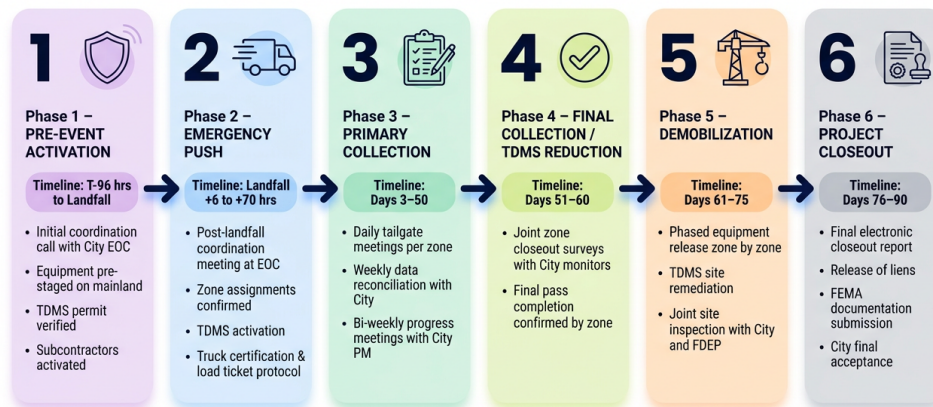 1
Phase 1 –
PRE-EVENT
ACTIVATION
Timeline: T-96 hrs
to Landfall
• Initial coordination
call with City EOC
• Equipment pre-
staged on mainland
• TDMS permit
verified
• Subcontractors
activated
2
Phase 2 –
EMERGENCY
PUSH
Timeline: Landfall
+6 to +70 hrs
• Post-landfall
coordination
meeting at EOC
• Zone assignments
confirmed
• TDMS activation
• Truck certification &
load ticket protocol
3
Phase 3 –
PRIMARY
COLLECTION
Timeline:
Days 3–50
• Daily tailgate
meetings per zone
• Weekly data
reconciliation with
City
• Bi-weekly progress
meetings with City
PM
4
Phase 4 – FINAL
COLLECTION /
TDMS REDUCTION
Timeline:
Days 51–60
• Joint zone
closeout surveys
with City monitors
• Final pass
completion
confirmed by zone
5
Phase 5 –
DEMOBILIZATION
Timeline:
Days 61–75
• Phased equipment
release zone by zone
• TDMS site
remediation
• Joint site
inspection with City
and FDEP
6
Phase 6 –
PROJECT
CLOSEOUT
Timeline:
Days 76–90
• Final electronic
closeout report
• Release of liens
• FEMA
documentation
submission
• City final
acceptance